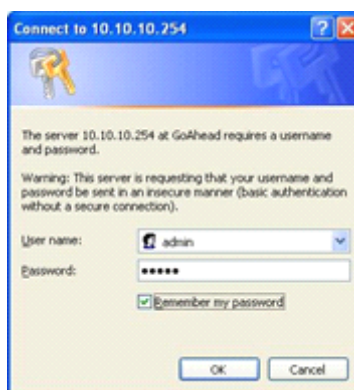 Connect to 10.10.10.254
The server 10.10.10.254 at GoAhead requires a username
and password.
Warning: This server is requesting that your username and
password be sent in an insecure manner (basic authentication
without a secure connection).
User name:
admin
Password:
•••••
Remember my password
OK
Cancel